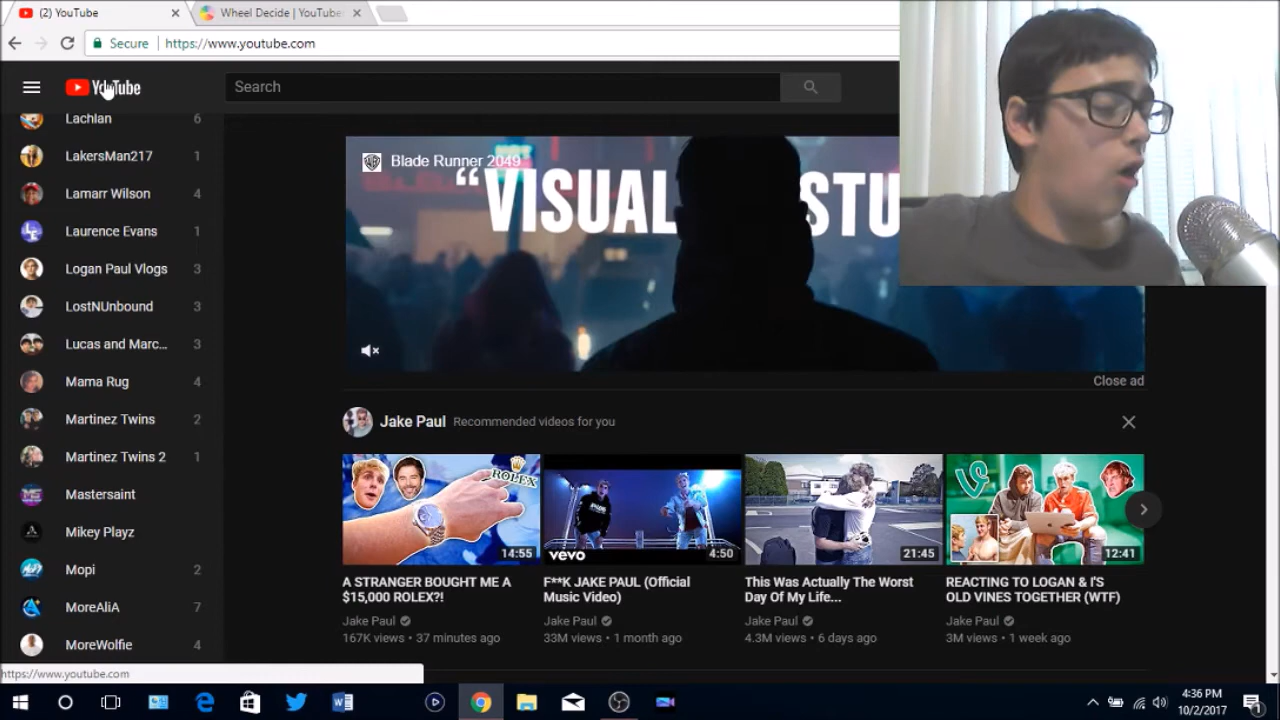 (2) YouTube
Wheel Decide | YouTube
Secure https://www.youtube.com
YouTube
Search
Lachlan 6
LakersMan217 1
Lamarr Wilson 4
Laurence Evans 1
Logan Paul Vlogs 3
LostNUnbound 3
Lucas and Marc... 3
Mama Rug 4
Martinez Twins 2
Martinez Twins 2 1
Mastersaint
Mikey Playz
Mopi 2
MoreAliA 7
MoreWolfie 4
https://www.youtube.com
Blade Runner 2049
“VISUAL STU
Close ad
Jake Paul Recommended videos for you
ROLEX
14:55
vevo
4:50
21:45
12:41
A STRANGER BOUGHT ME A
$15,000 ROLEX?!
Jake Paul
167K views • 37 minutes ago
F**K JAKE PAUL (Official
Music Video)
Jake Paul
33M views • 1 month ago
This Was Actually The Worst
Day Of My Life...
Jake Paul
4.3M views • 6 days ago
REACTING TO LOGAN & I'S
OLD VINES TOGETHER (WTF)
Jake Paul
3M views • 1 week ago
4:36 PM
10/2/2017
1